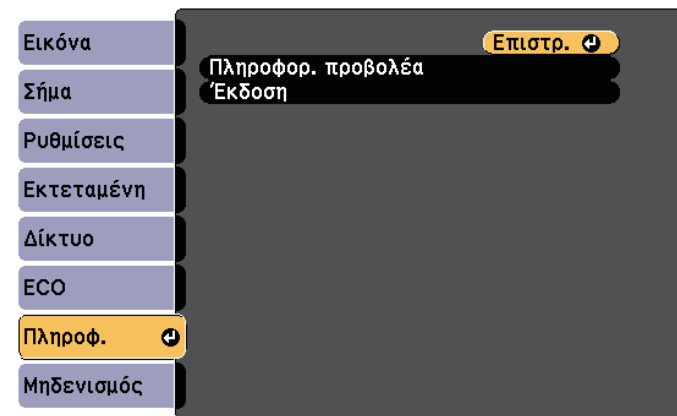 Εικόνα
Σήμα
Ρυθμίσεις
Εκτεταμένη
Δίκτυο
ECO
Πληροφ.
Μηδενισμός
Επιστρ.
Πληροφορ. προβολέα
Έκδοση